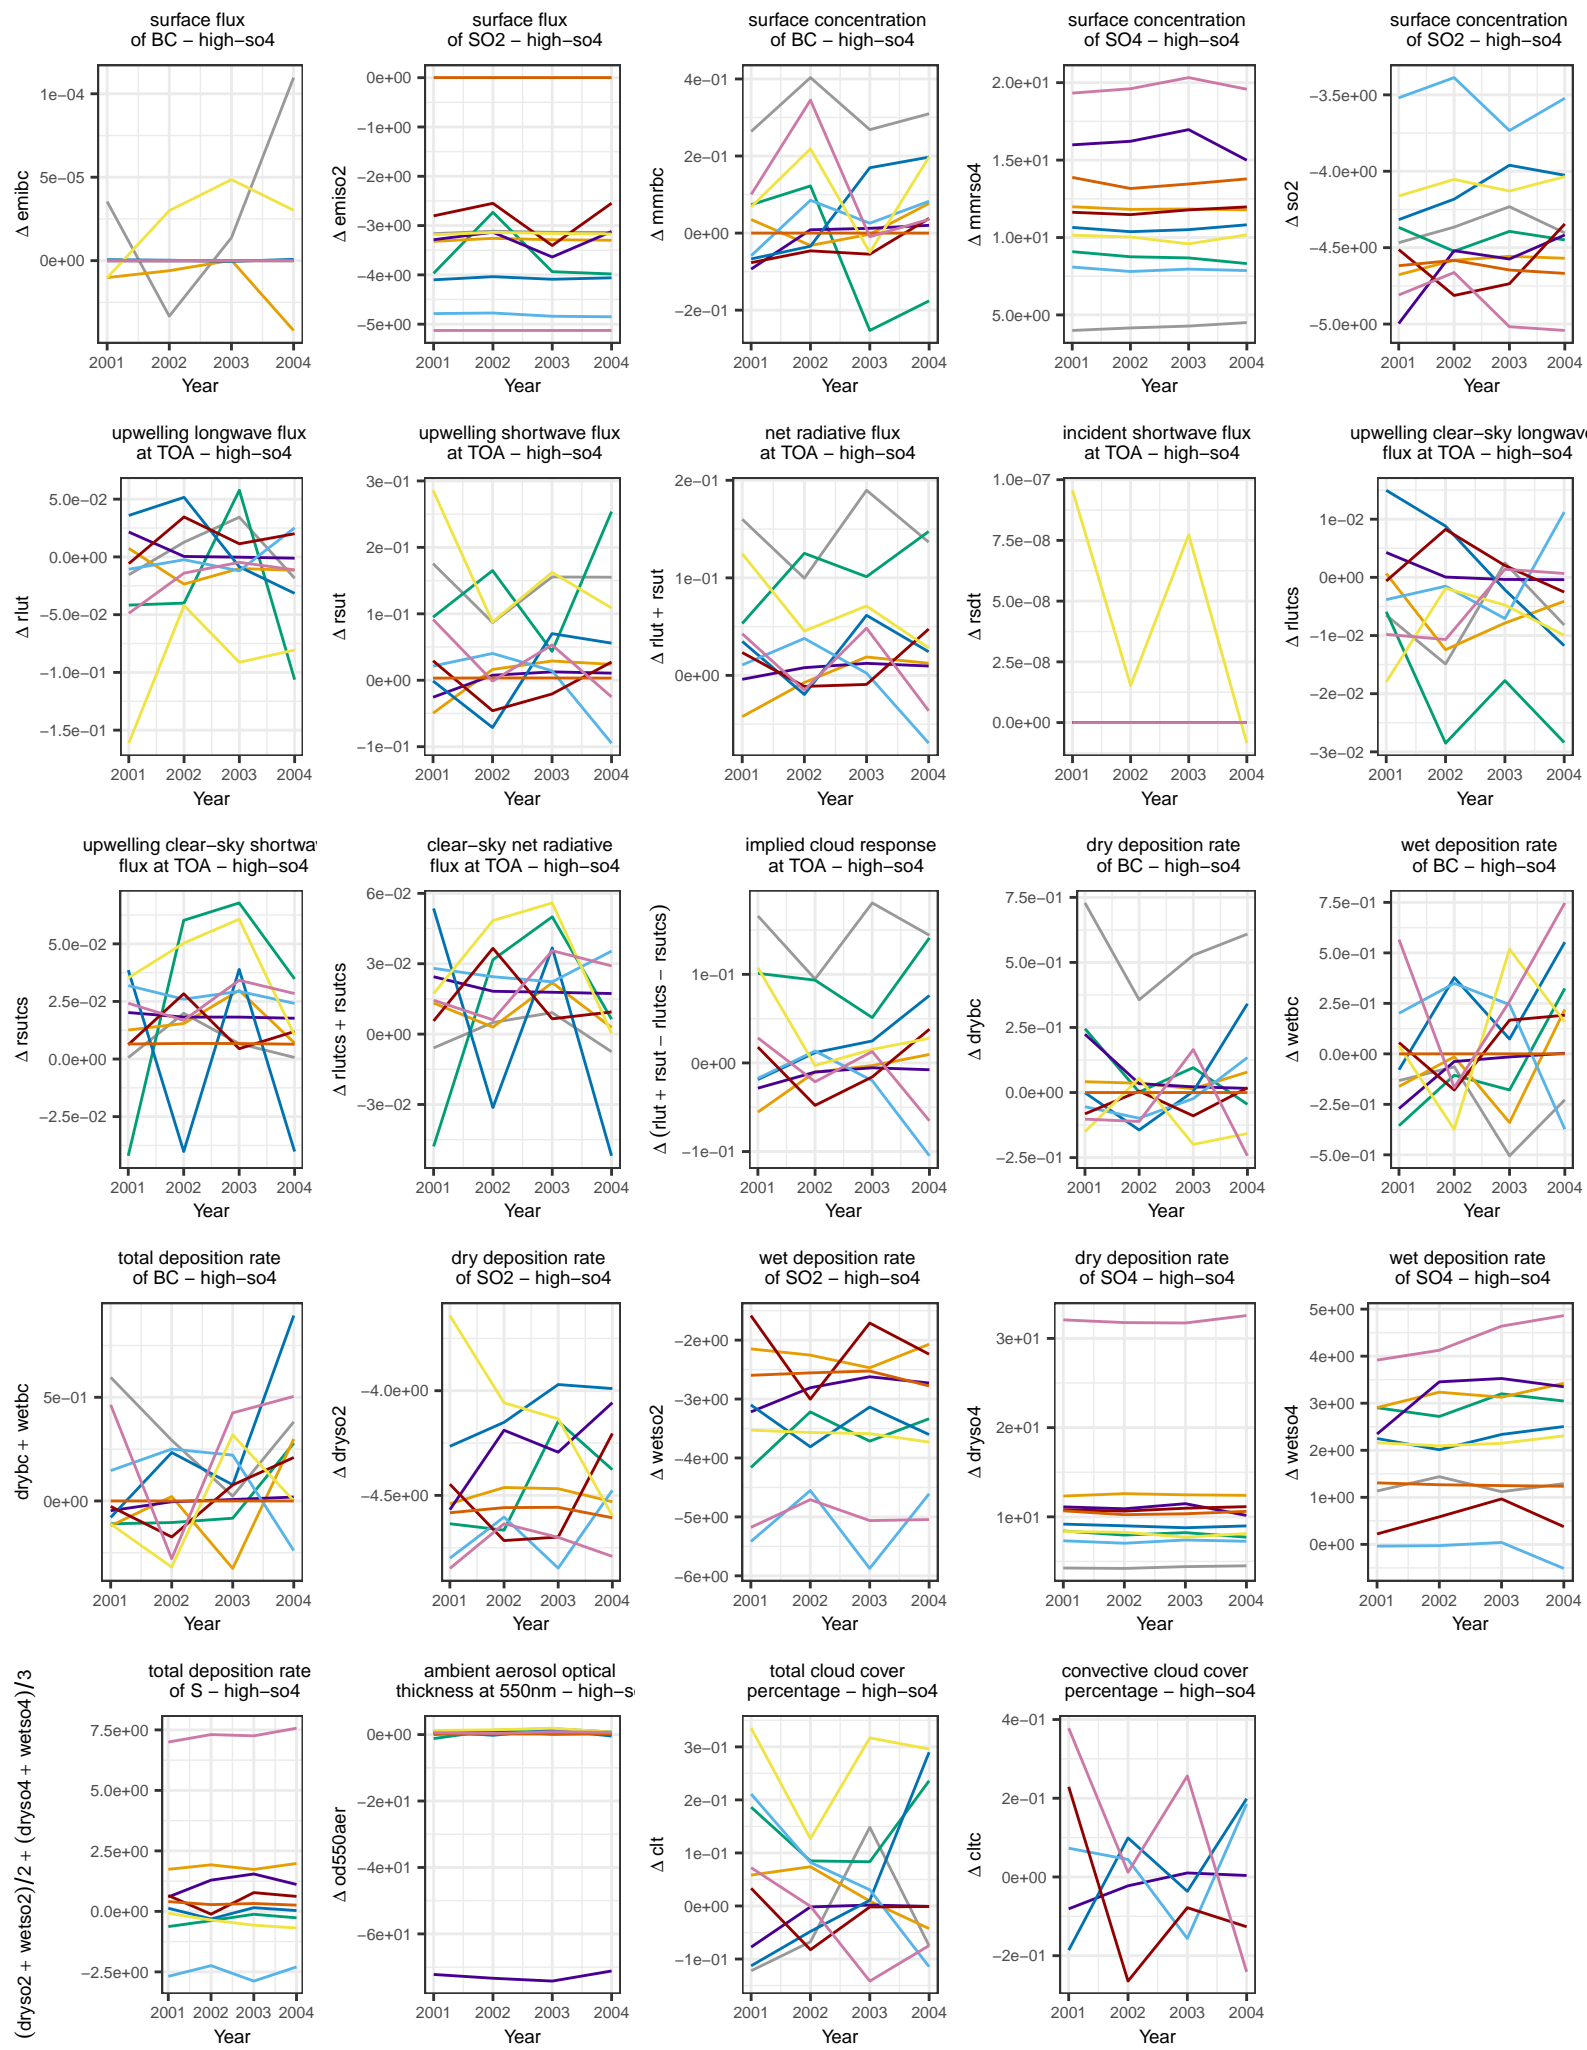 surface flux
of BC − high−so4
surface flux
of SO2 − high−so4
surface concentration
of BC − high−so4
surface concentration
of SO4 − high−so4
surface concentration
of SO2 − high−so4
Δ emibc
1e−04
5e−05
0e+00
2001 2002 2003 2004
Year
Δ emiso2
0e+00
−1e+00
−2e+00
−3e+00
−4e+00
−5e+00
2001 2002 2003 2004
Year
Δ mmrbc
4e−01
2e−01
0e+00
−2e−01
2001 2002 2003 2004
Year
Δ mmrso4
2.0e+01
1.5e+01
1.0e+01
5.0e+00
2001 2002 2003 2004
Year
Δ so2
−3.5e+00
−4.0e+00
−4.5e+00
−5.0e+00
2001 2002 2003 2004
Year
upwelling longwave flux
at TOA − high−so4
upwelling shortwave flux
at TOA − high−so4
net radiative flux
at TOA − high−so4
incident shortwave flux
at TOA − high−so4
upwelling clear−sky longwave
flux at TOA − high−so4
Δ rlut
5.0e−02
0.0e+00
−5.0e−02
−1.0e−01
−1.5e−01
2001 2002 2003 2004
Year
Δ rsut
3e−01
2e−01
1e−01
0e+00
−1e−01
2001 2002 2003 2004
Year
Δ rlut + rsut
2e−01
1e−01
0e+00
2001 2002 2003 2004
Year
Δ rsdt
1.0e−07
7.5e−08
5.0e−08
2.5e−08
0.0e+00
2001 2002 2003 2004
Year
Δ rlutcs
1e−02
0e+00
−1e−02
−2e−02
−3e−02
2001 2002 2003 2004
Year
upwelling clear−sky shortwav
flux at TOA − high−so4
clear−sky net radiative
flux at TOA − high−so4
implied cloud response
at TOA − high−so4
dry deposition rate
of BC − high−so4
wet deposition rate
of BC − high−so4
Δ rsutcs
5.0e−02
2.5e−02
0.0e+00
−2.5e−02
2001 2002 2003 2004
Year
Δ rlutcs + rsutcs
6e−02
3e−02
0e+00
−3e−02
2001 2002 2003 2004
Year
Δ (rlut + rsut − rlutcs − rsutcs)
1e−01
0e+00
−1e−01
2001 2002 2003 2004
Year
Δ drybc
7.5e−01
5.0e−01
2.5e−01
0.0e+00
−2.5e−01
2001 2002 2003 2004
Year
Δ wetbc
7.5e−01
5.0e−01
2.5e−01
0.0e+00
−2.5e−01
−5.0e−01
2001 2002 2003 2004
Year
total deposition rate
of BC − high−so4
dry deposition rate
of SO2 − high−so4
wet deposition rate
of SO2 − high−so4
dry deposition rate
of SO4 − high−so4
wet deposition rate
of SO4 − high−so4
drybc + wetbc
5e−01
0e+00
2001 2002 2003 2004
Year
Δ dryso2
−4.0e+00
−4.5e+00
2001 2002 2003 2004
Year
Δ wetso2
−2e+00
−3e+00
−4e+00
−5e+00
−6e+00
2001 2002 2003 2004
Year
Δ dryso4
3e+01
2e+01
1e+01
2001 2002 2003 2004
Year
Δ wetso4
5e+00
4e+00
3e+00
2e+00
1e+00
0e+00
2001 2002 2003 2004
Year
total deposition rate
of S − high−so4
ambient aerosol optical
thickness at 550nm − high−s
total cloud cover
percentage − high−so4
convective cloud cover
percentage − high−so4
(dryso2 + wetso2)/2 + (dryso4 + wetso4)/3
7.5e+00
5.0e+00
2.5e+00
0.0e+00
−2.5e+00
2001 2002 2003 2004
Year
Δ od550aer
0e+00
−2e+01
−4e+01
−6e+01
2001 2002 2003 2004
Year
Δ clt
3e−01
2e−01
1e−01
0e+00
−1e−01
2001 2002 2003 2004
Year
Δ cltc
4e−01
2e−01
0e+00
−2e−01
2001 2002 2003 2004
Year